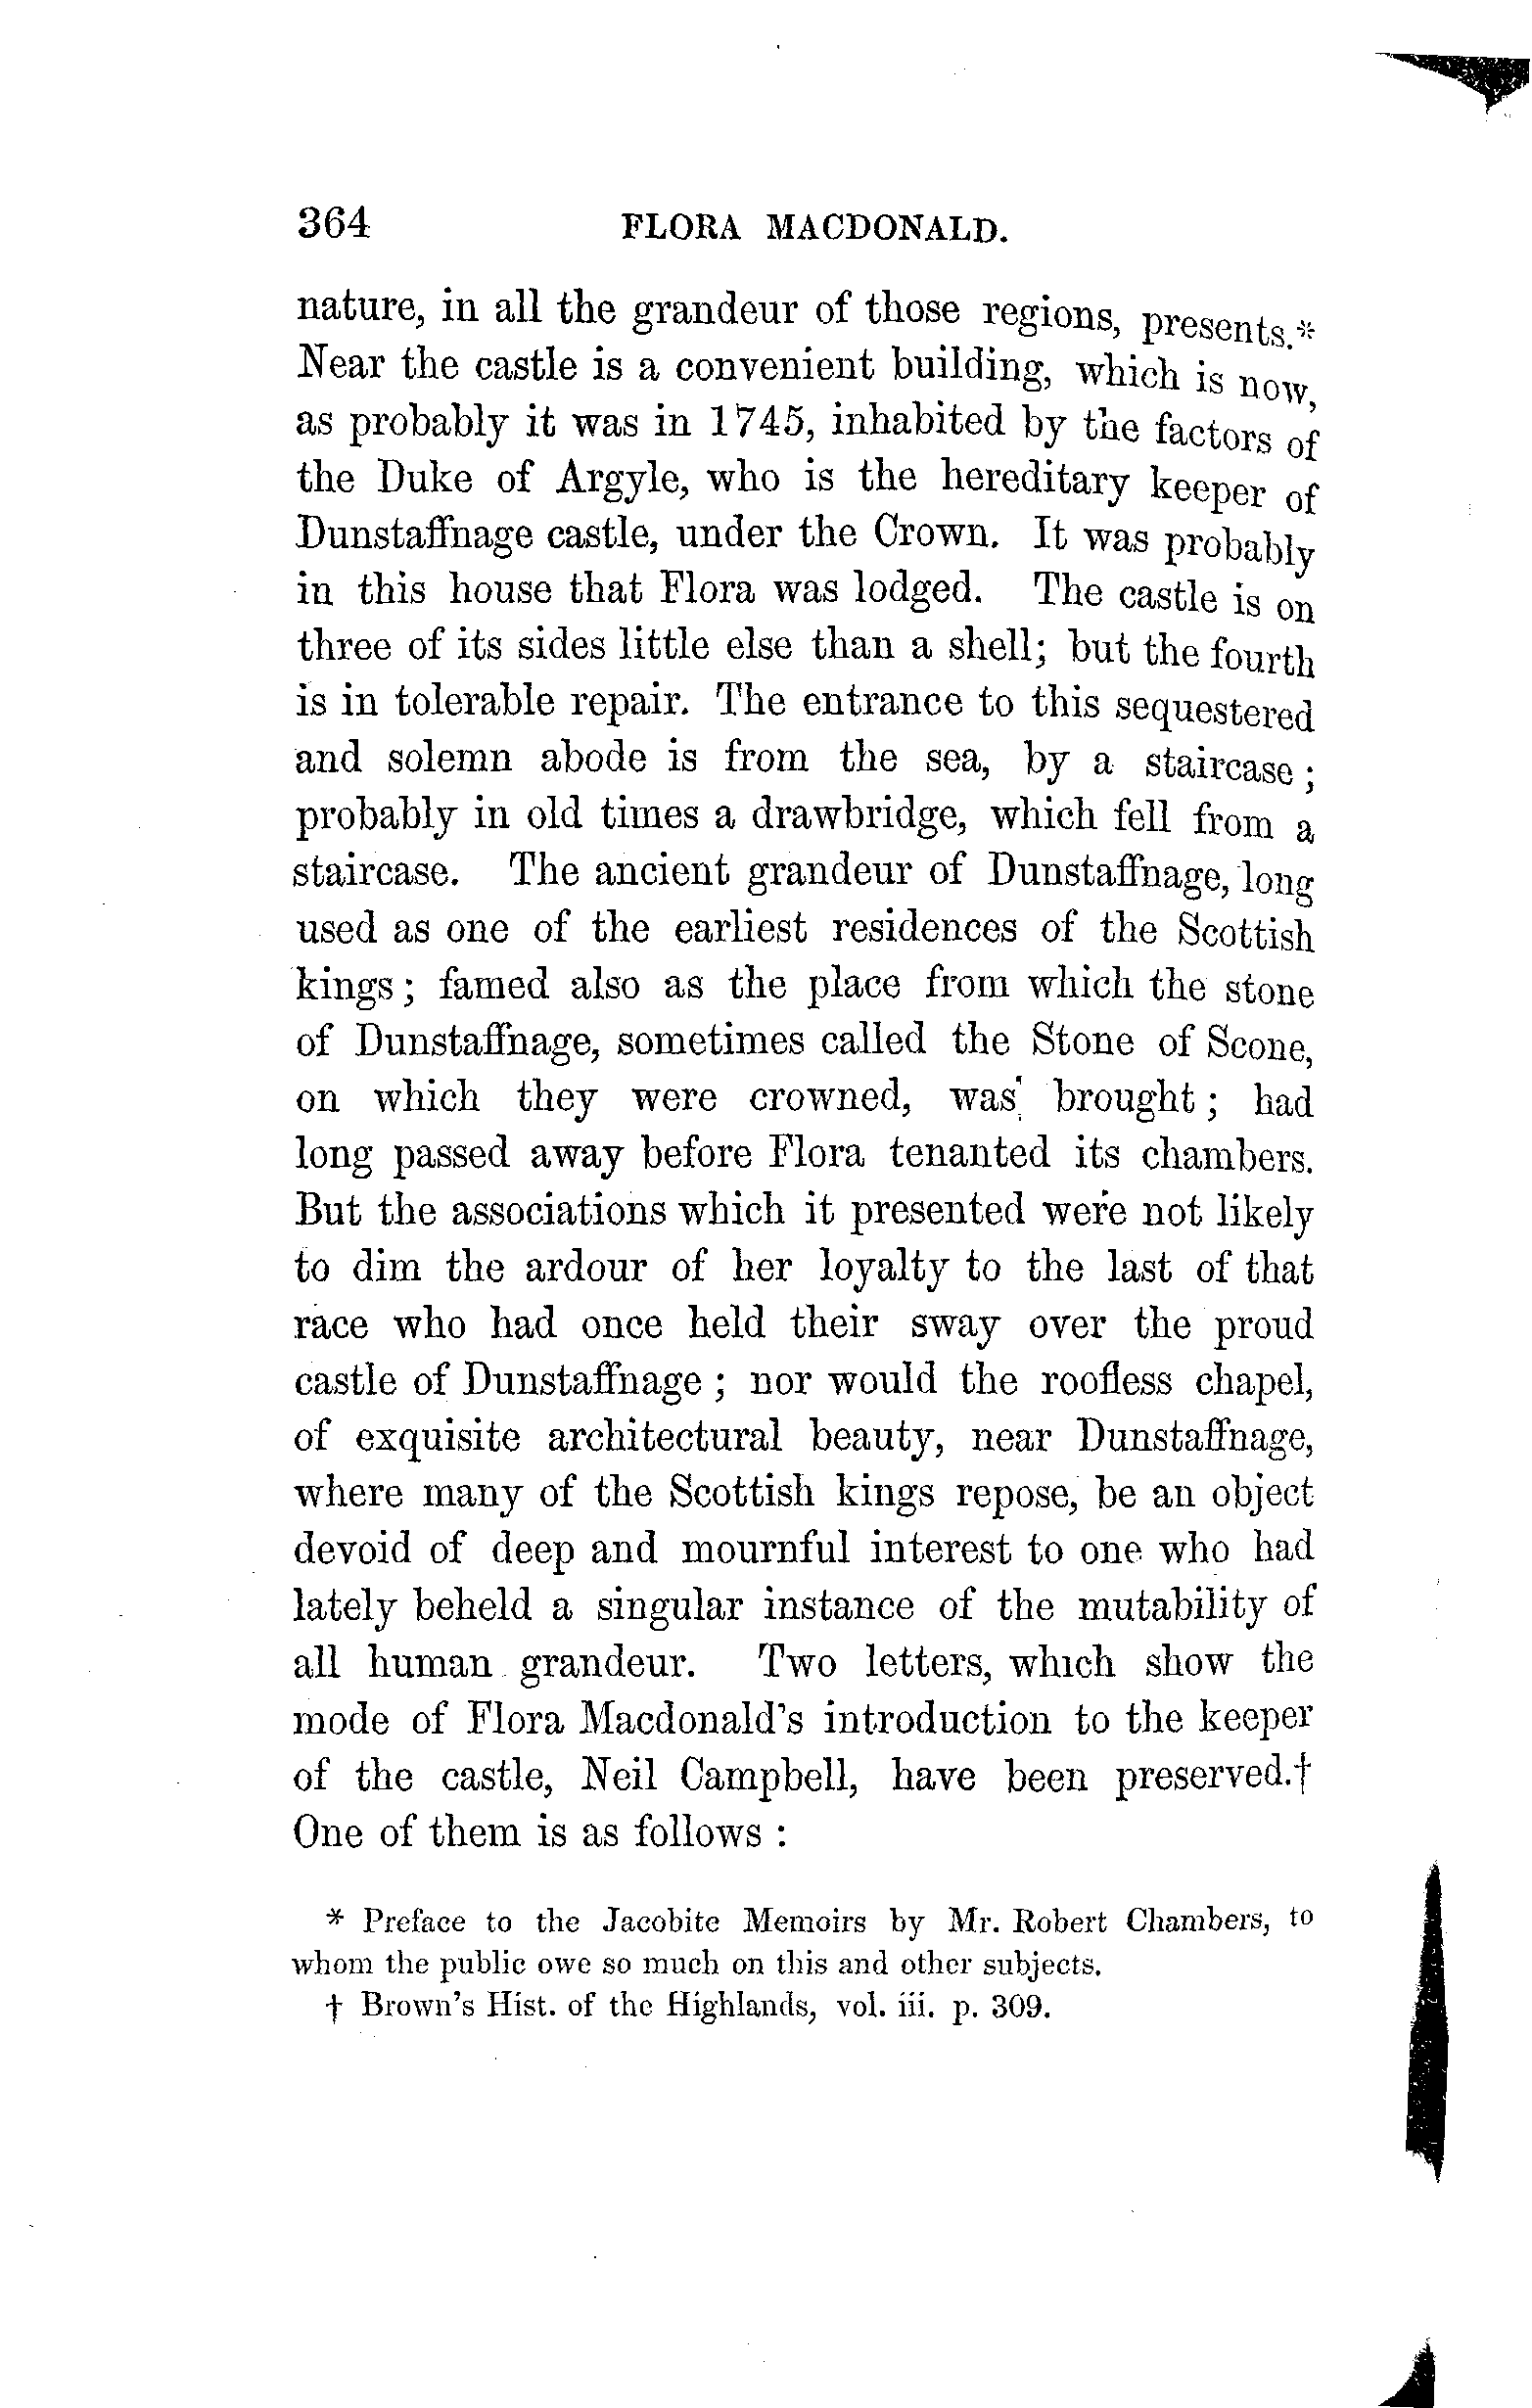 364 FLORA MACDONALD.
nature, in all the grandeur of those regions, presents.*
Near the castle is a convenient building, which is now,
as probably it was in 1745, inhabited by the factors of
the Duke of Argyle, who is the hereditary keeper of
Dunstaffnage castle, under the Crown. It was probably
in this house that Flora was lodged. The castle is on
three of its sides little else than a shell; but the fourth
is in tolerable repair. The entrance to this sequestered
and solemn abode is from the sea, by a staircase;
probably in old times a drawbridge, which fell from a
staircase. The ancient grandeur of Dunstaffnage, long
used as one of the earliest residences of the Scottish
kings; famed also as the place from which the stone
of Dunstaffnage, sometimes called the Stone of Scone,
on which they were crowned, was brought; had
long passed away before Flora tenanted its chambers.
But the associations which it presented were not likely
to dim the ardour of her loyalty to the last of that
race who had once held their sway over the proud
castle of Dunstaffnage; nor would the roofless chapel,
of exquisite architectural beauty, near Dunstaffnage,
where many of the Scottish kings repose, be an object
devoid of deep and mournful interest to one who had
lately beheld a singular instance of the mutability of
all human grandeur. Two letters, which show the
mode of Flora Macdonald's introduction to the keeper
of the castle, Neil Campbell, have been preserved.†
One of them is as follows :
* Preface to the Jacobite Memoirs by Mr. Robert Chambers, to
whom the public owe so much on this and other subjects.
† Brown's Hist. of the Highlands, vol. iii. p. 309.